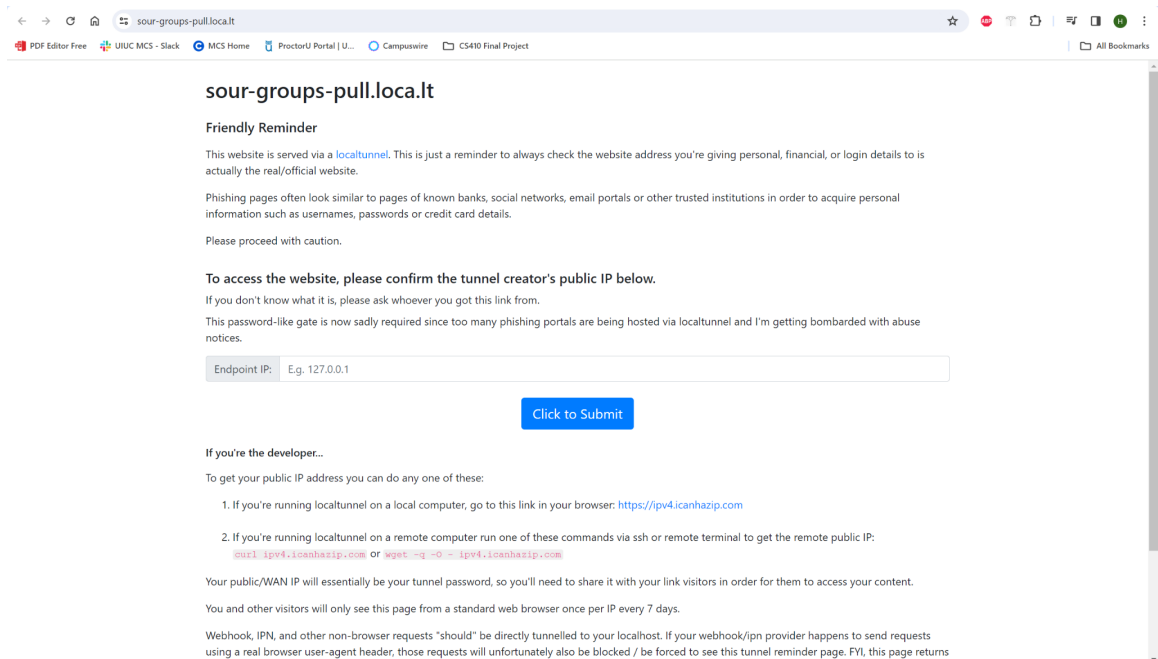 sour-groups-pull.loca.lt
ABP
H
PDF Editor Free
UIUC MCS - Slack
MCS Home
ProctorU Portal | U...
Campuswire
CS410 Final Project
All Bookmarks
sour-groups-pull.loca.lt
Friendly Reminder
This website is served via a localtunnel. This is just a reminder to always check the website address you're giving personal, financial, or login details to is
actually the real/official website.
Phishing pages often look similar to pages of known banks, social networks, email portals or other trusted institutions in order to acquire personal
information such as usernames, passwords or credit card details.
Please proceed with caution.
To access the website, please confirm the tunnel creator's public IP below.
If you don't know what it is, please ask whoever you got this link from.
This password-like gate is now sadly required since too many phishing portals are being hosted via localtunnel and I'm getting bombarded with abuse
notices.
Endpoint IP: E.g. 127.0.0.1
Click to Submit
If you're the developer...
To get your public IP address you can do any one of these:
1. If you're running localtunnel on a local computer, go to this link in your browser: https://ipv4.icanhazip.com
2. If you're running localtunnel on a remote computer run one of these commands via ssh or remote terminal to get the remote public IP:
curl ipv4.icanhazip.com or wget -q -O - ipv4.icanhazip.com
Your public/WAN IP will essentially be your tunnel password, so you'll need to share it with your link visitors in order for them to access your content.
You and other visitors will only see this page from a standard web browser once per IP every 7 days.
Webhook, IPN, and other non-browser requests "should" be directly tunnelled to your localhost. If your webhook/ipn provider happens to send requests
using a real browser user-agent header, those requests will unfortunately also be blocked / be forced to see this tunnel reminder page. FYI, this page returns